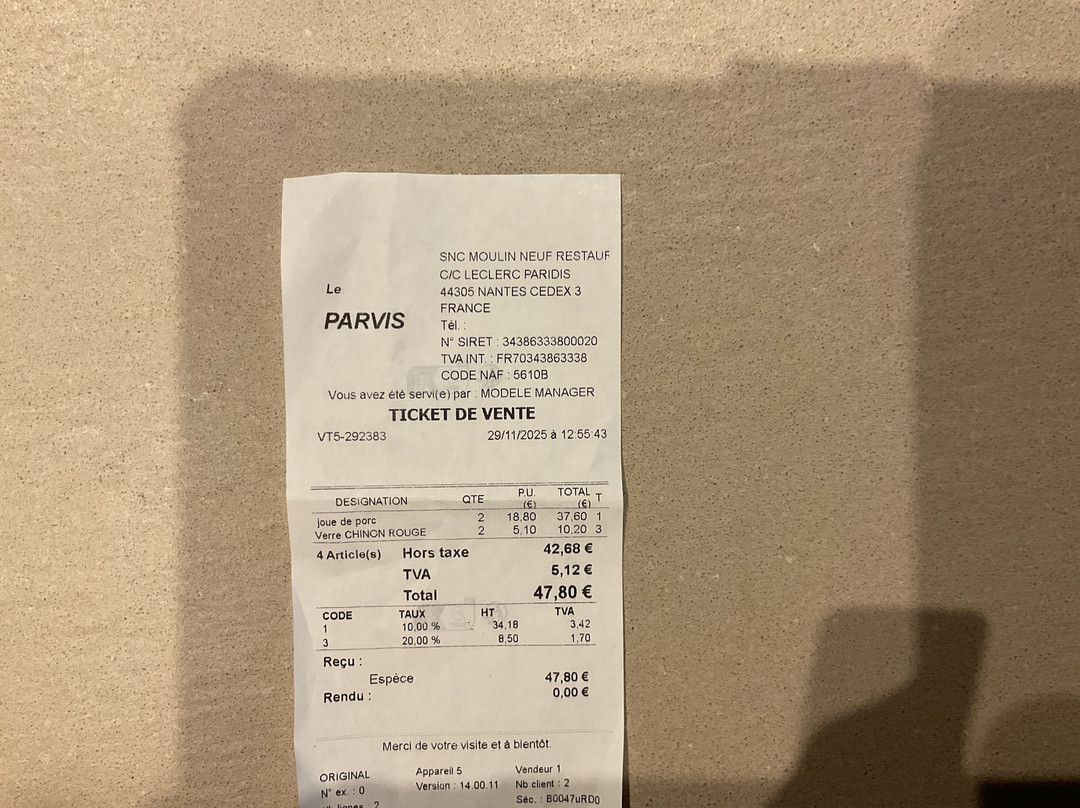 Le
PARVIS
SNC MOULIN NEUF RESTAUF
C/C LECLERC PARIDIS
44305 NANTES CEDEX 3
FRANCE
Tél. :
N° SIRET : 34386333800020
TVA INT. : FR70343863338
CODE NAF : 5610B
Vous avez été servi(e) par : MODELE MANAGER
TICKET DE VENTE
VT5-292383 29/11/2025 à 12:55:43
DESIGNATION QTE P.U. (€) TOTAL (€) T
joue de porc 2 18,80 37,60 1
Verre CHINON ROUGE 2 5,10 10,20 3
4 Article(s) Hors taxe 42,68 €
TVA 5,12 €
Total 47,80 €
CODE TAUX HT TVA
1 10,00 % 34,18 3,42
3 20,00 % 8,50 1,70
Reçu :
Espèce 47,80 €
Rendu : 0,00 €
Merci de votre visite et à bientôt.
ORIGINAL Appareil 5 Vendeur 1
N° ex. : 0 Version : 14.00.11 Nb client : 2
Nb lignes : 2 Séc. : B0047uRD0